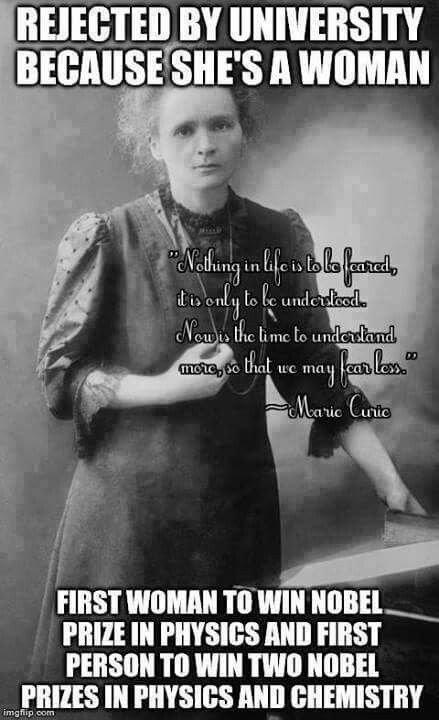 REJECTED BY UNIVERSITY
BECAUSE SHE'S A WOMAN
"Nothing in life is to be feared,
it is only to be understood.
Now is the time to understand
more, so that we may fear less."
~Marie Curie
FIRST WOMAN TO WIN NOBEL
PRIZE IN PHYSICS AND FIRST
PERSON TO WIN TWO NOBEL
PRIZES IN PHYSICS AND CHEMISTRY
imgflip.com